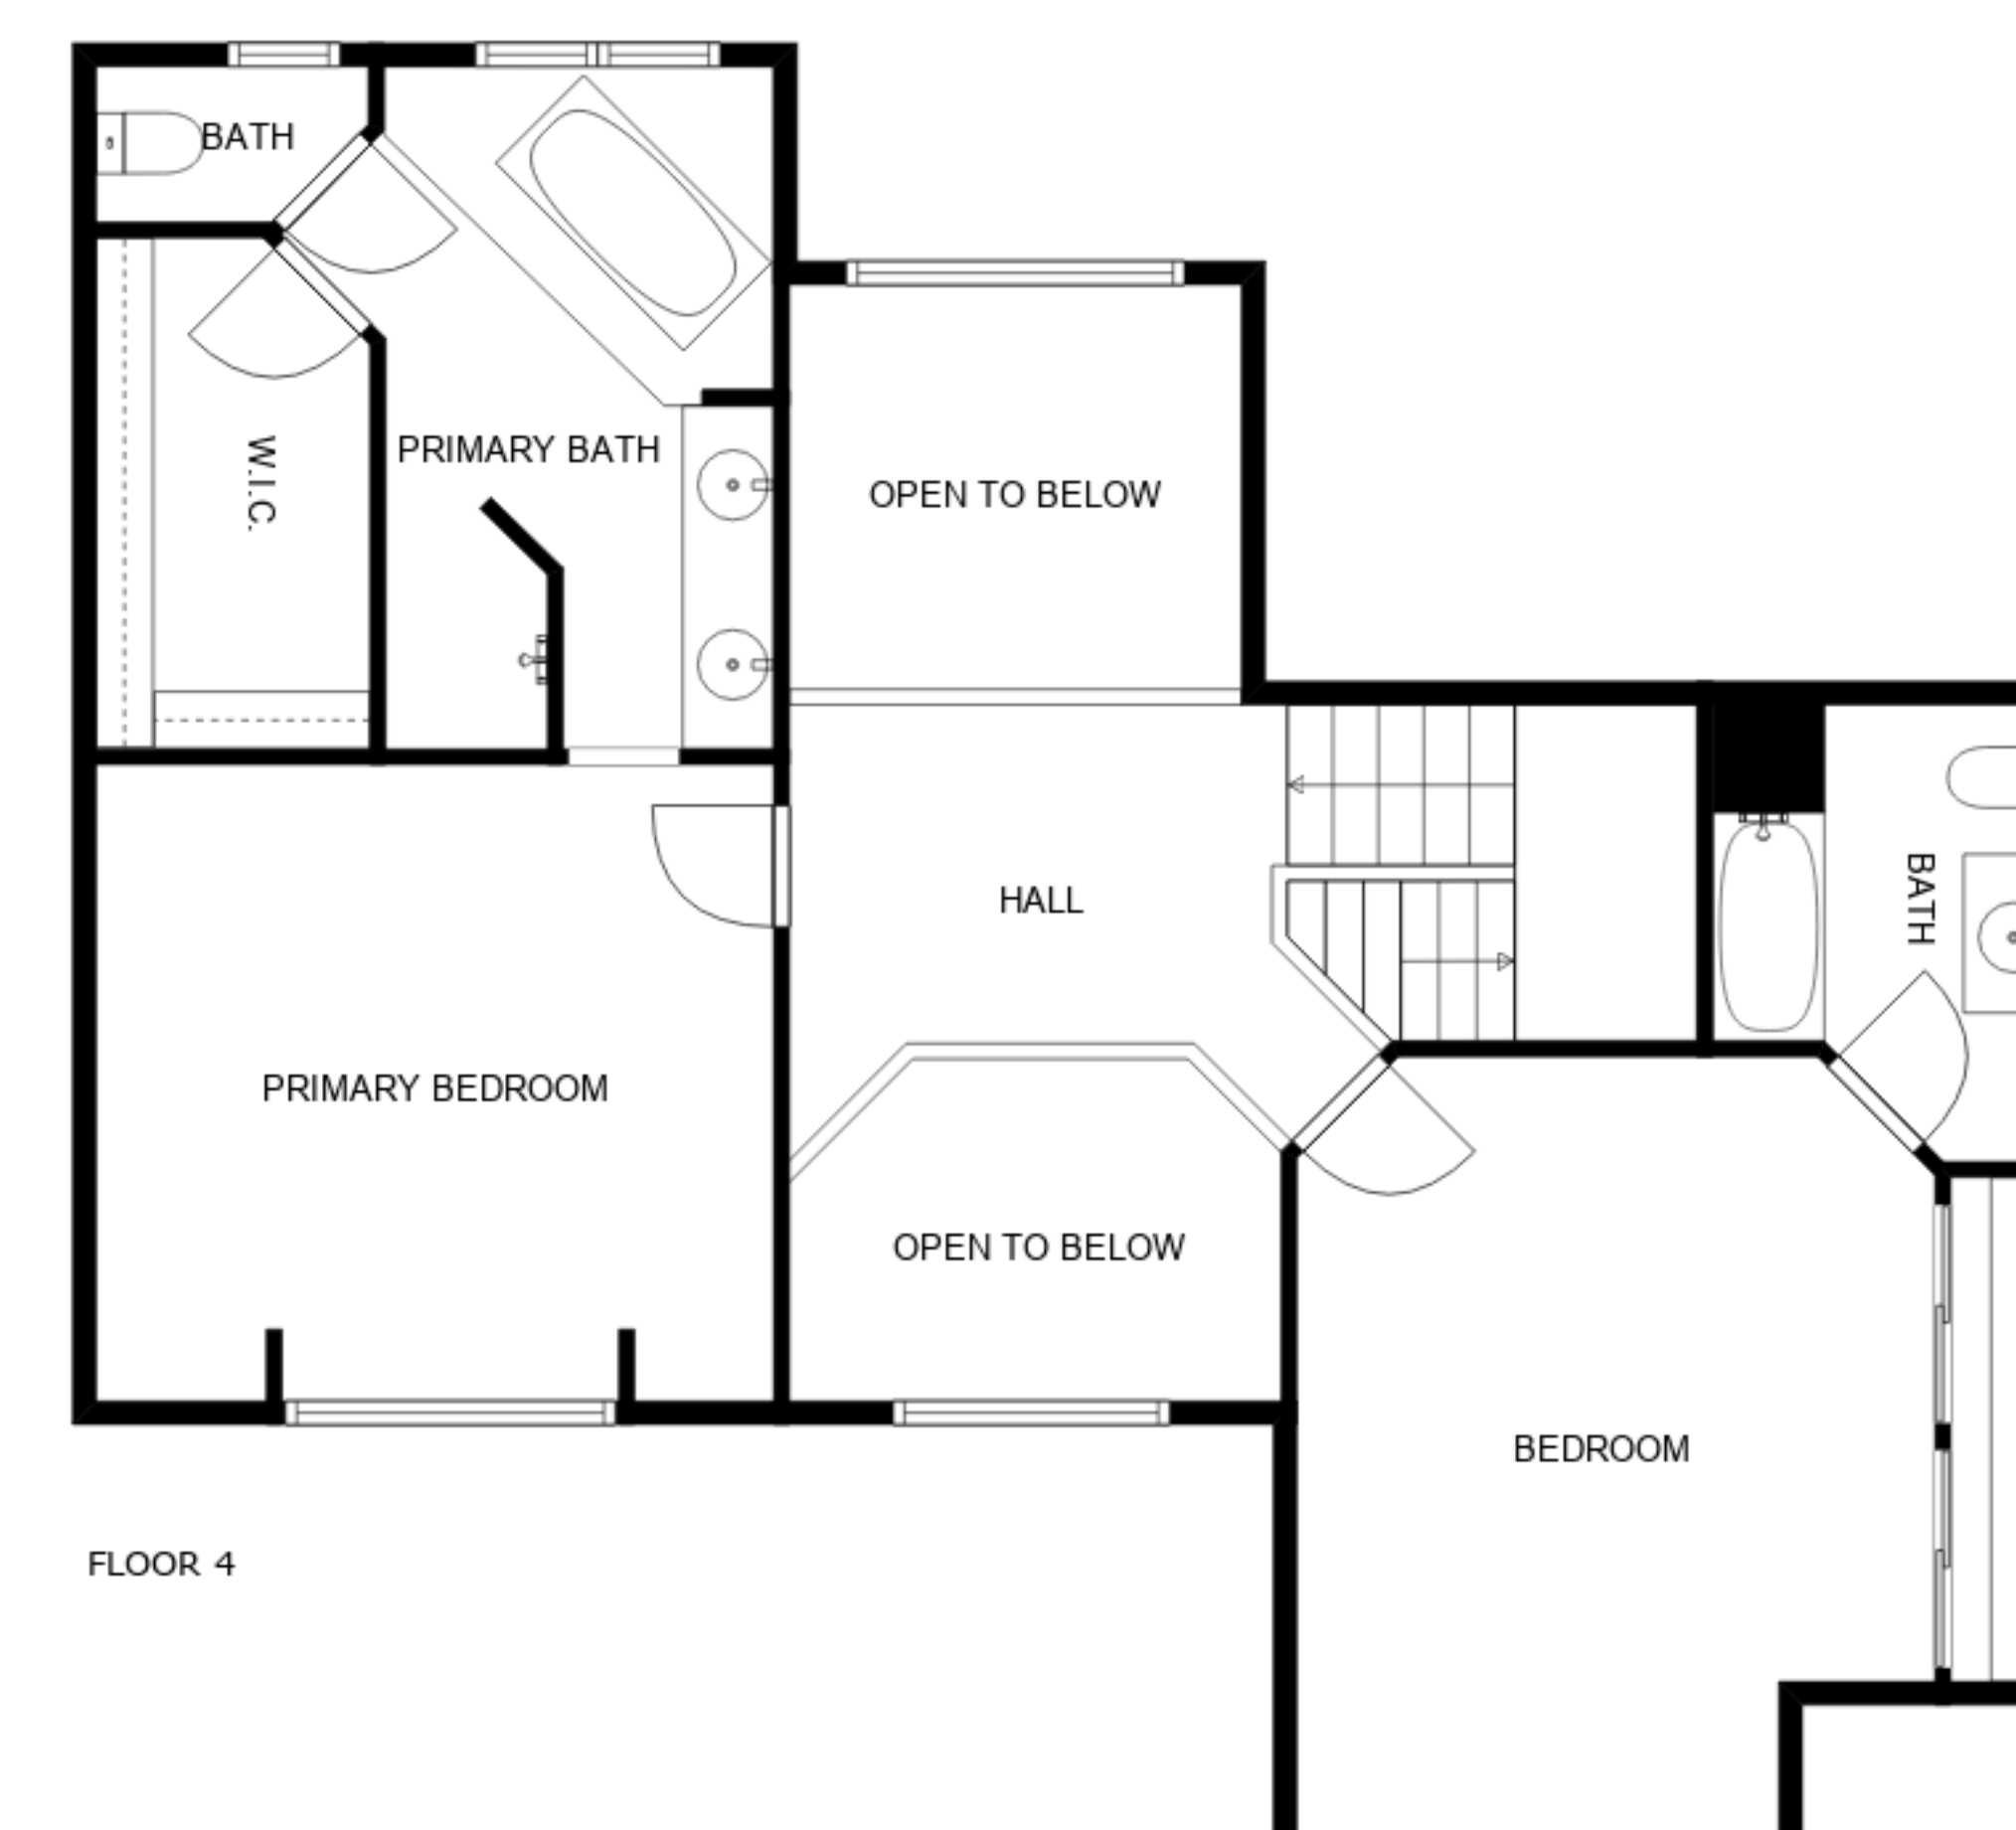 BATH
W.I.C.
PRIMARY BATH
OPEN TO BELOW
HALL
BATH
PRIMARY BEDROOM
OPEN TO BELOW
BEDROOM
FLOOR 4